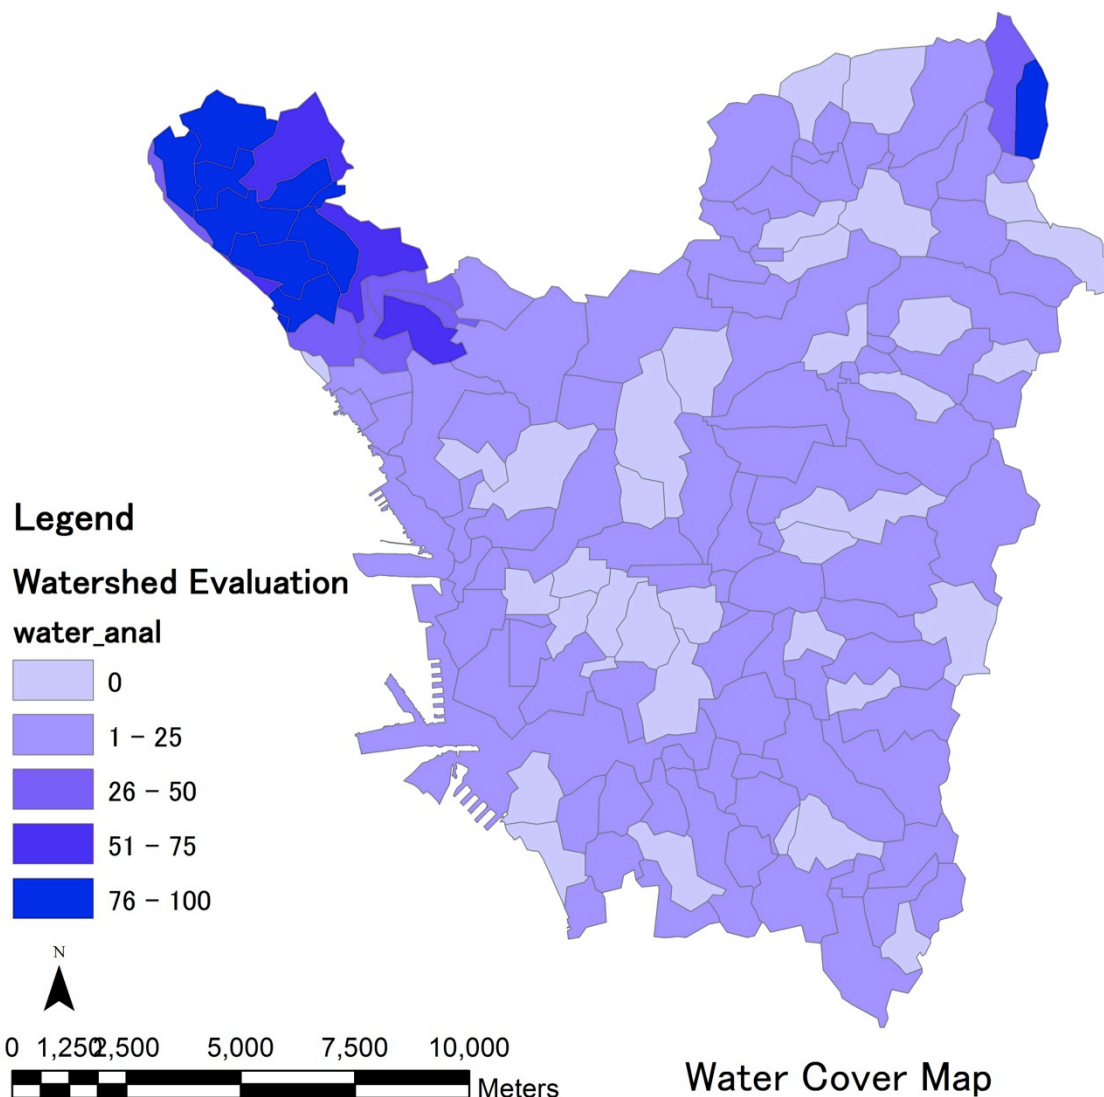 Legend
Watershed Evaluation
water_anal
0
1 - 25
26 - 50
51 - 75
76 - 100
N
0 1,250 2,500 5,000 7,500 10,000
Meters
Water Cover Map